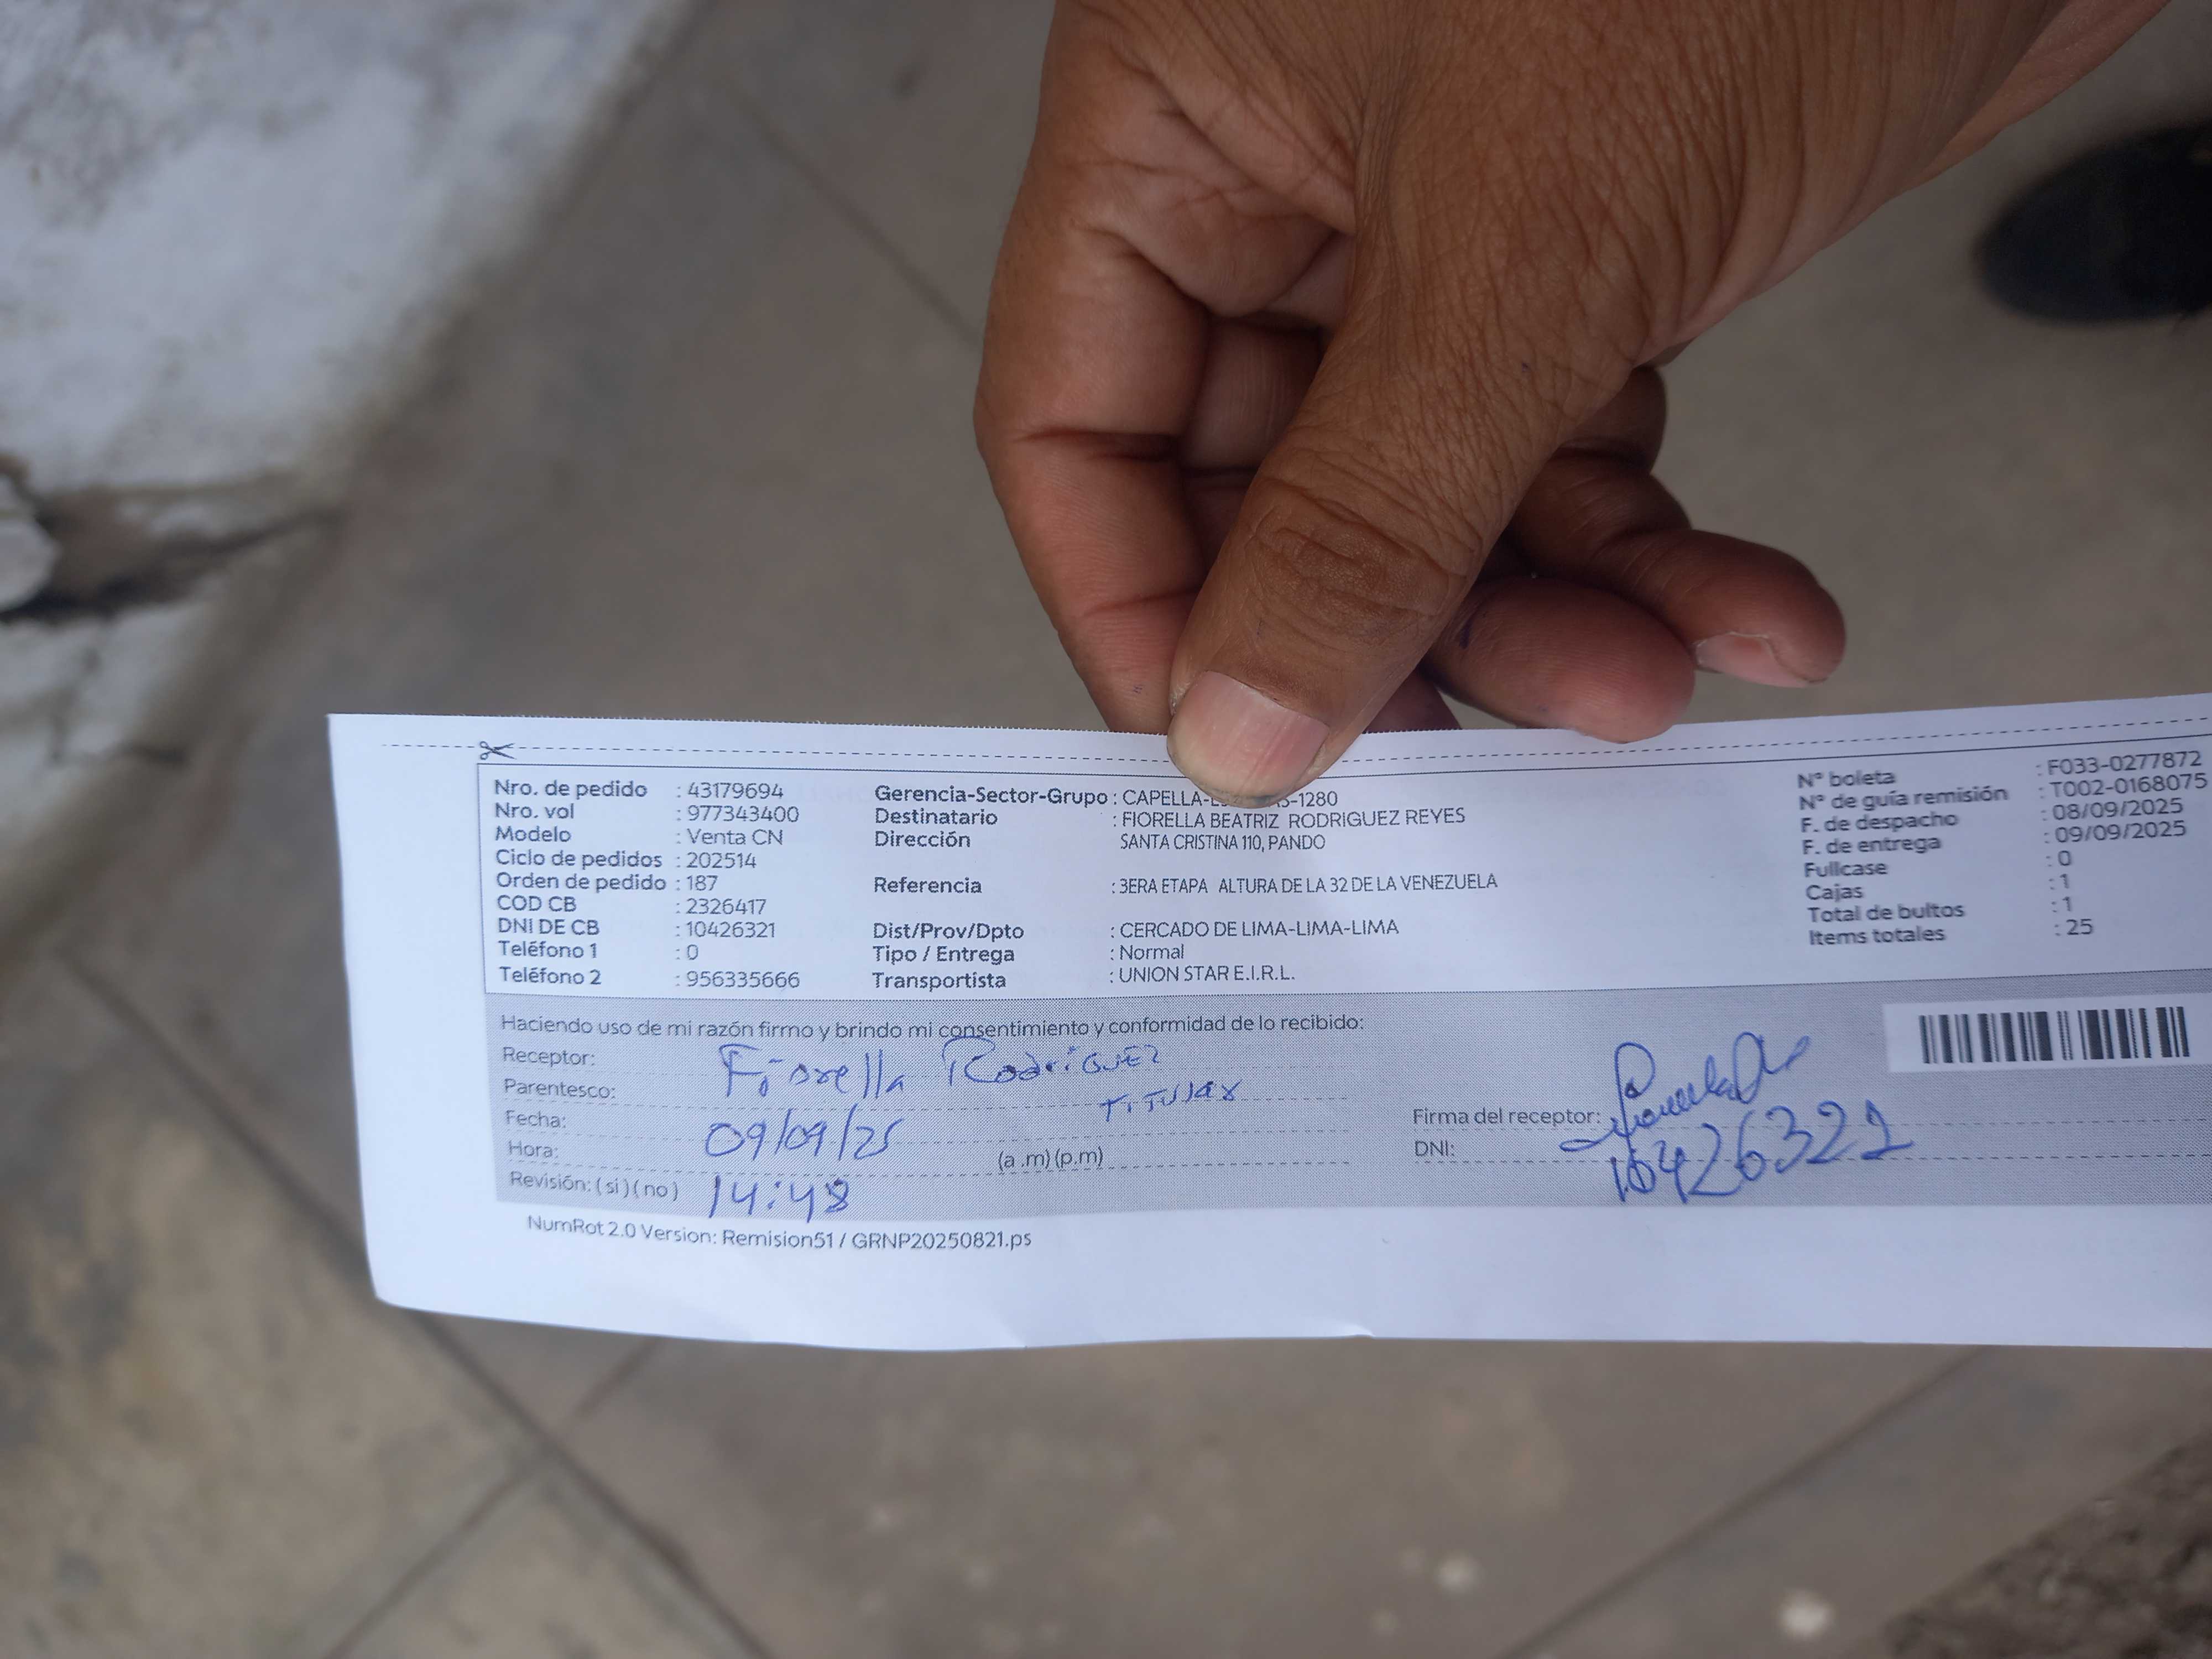 Nro. de pedido : 43179694
Nro. vol : 977343400
Modelo : Venta CN
Ciclo de pedidos : 202514
Orden de pedido : 187
COD CB : 2326417
DNI DE CB : 10426321
Teléfono 1 : 0
Teléfono 2 : 956335666
Gerencia-Sector-Grupo : CAPELLA- -1280
Destinatario : FIORELLA BEATRIZ RODRIGUEZ REYES
Dirección SANTA CRISTINA 110, PANDO
Referencia : 3ERA ETAPA ALTURA DE LA 32 DE LA VENEZUELA
Dist/Prov/Dpto : CERCADO DE LIMA-LIMA-LIMA
Tipo / Entrega : Normal
Transportista : UNION STAR E.I.R.L.
N° boleta : F033-0277872
N° de guía remisión : T002-0168075
F. de despacho : 08/09/2025
F. de entrega : 09/09/2025
Fullcase : 0
Cajas : 1
Total de bultos : 1
Items totales : 25
Haciendo uso de mi razón firmo y brindo mi consentimiento y conformidad de lo recibido:
Receptor: Fiorella Rodriguez
Parentesco: Titular
Fecha: 09/09/25
Hora: (a .m) (p.m)
Revisión: ( si ) ( no ) 14:48
Firma del receptor:
DNI: 10426321
NumRot 2.0 Version: Remision51 / GRNP20250821.ps